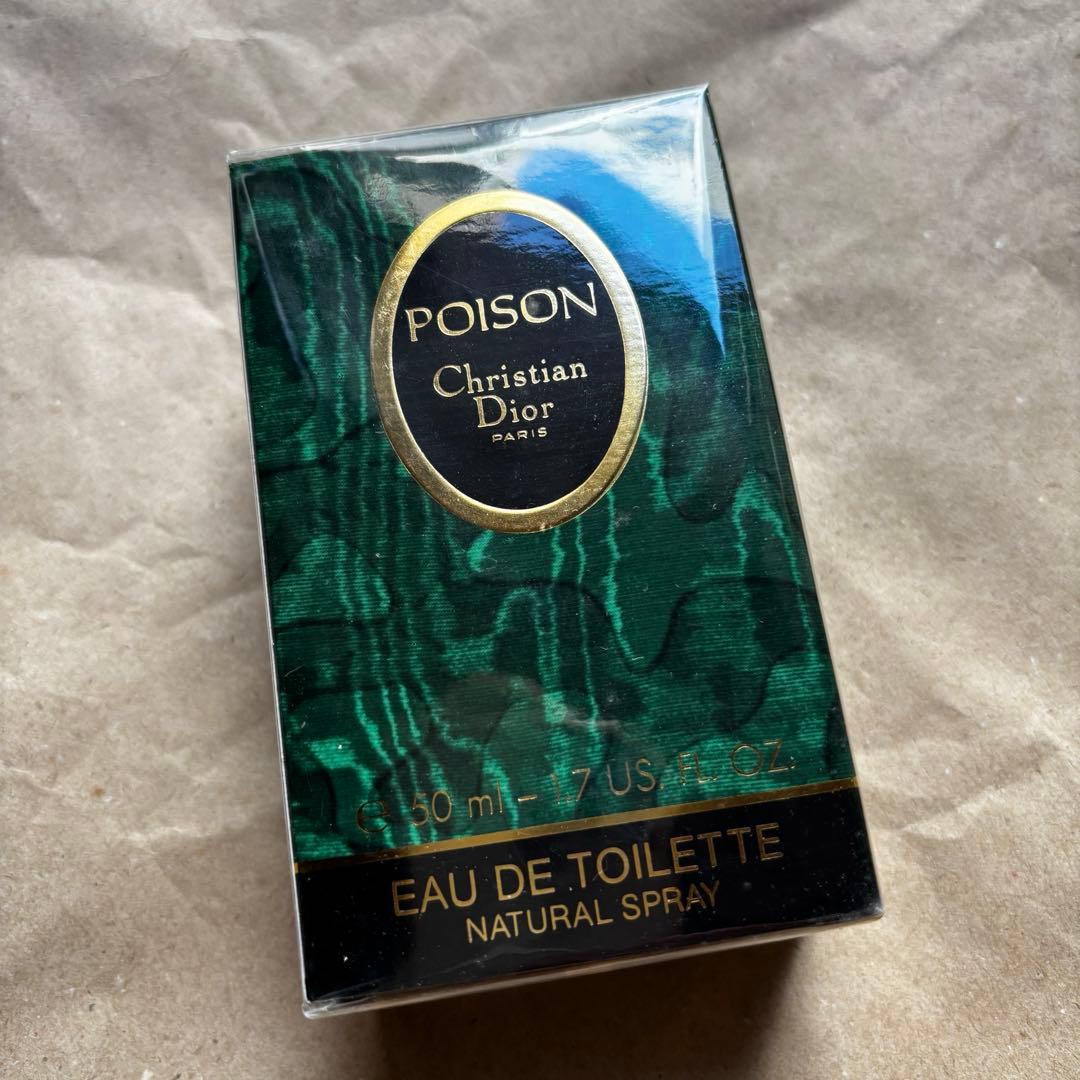 POISON
Christian
Dior
PARIS
e 50 ml – 1.7 US. FL. OZ.
EAU DE TOILETTE
NATURAL SPRAY